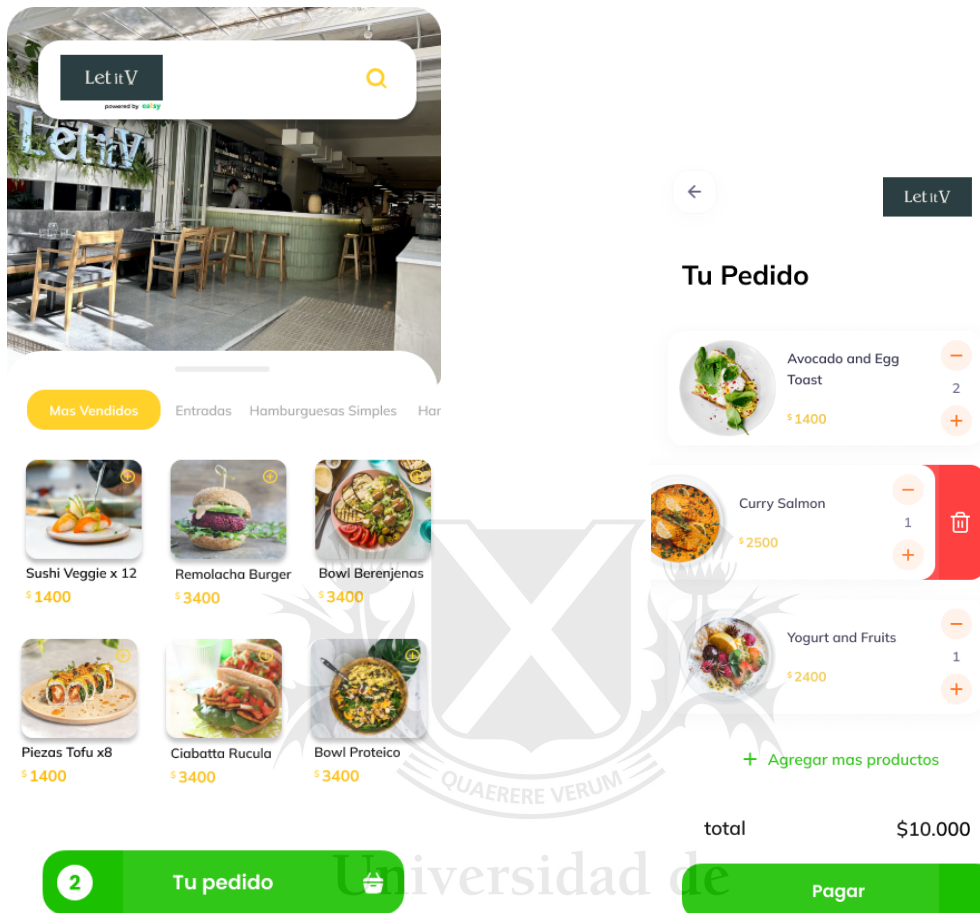 Let it V
powered by eatsy
Let it V
Mas Vendidos
Entradas
Hamburguesas Simples
Har
Sushi Veggie x 12
$ 1400
Remolacha Burger
$ 3400
Bowl Berenjenas
$ 3400
Piezas Tofu x8
$ 1400
Ciabatta Rucula
$ 3400
Bowl Proteico
$ 3400
2
Tu pedido
Let it V
Tu Pedido
Avocado and Egg
Toast
$ 1400
2
Curry Salmon
$ 2500
1
Yogurt and Fruits
$ 2400
1
+ Agregar mas productos
total
$10.000
Pagar
QUAERERE VERUM
Universidad de